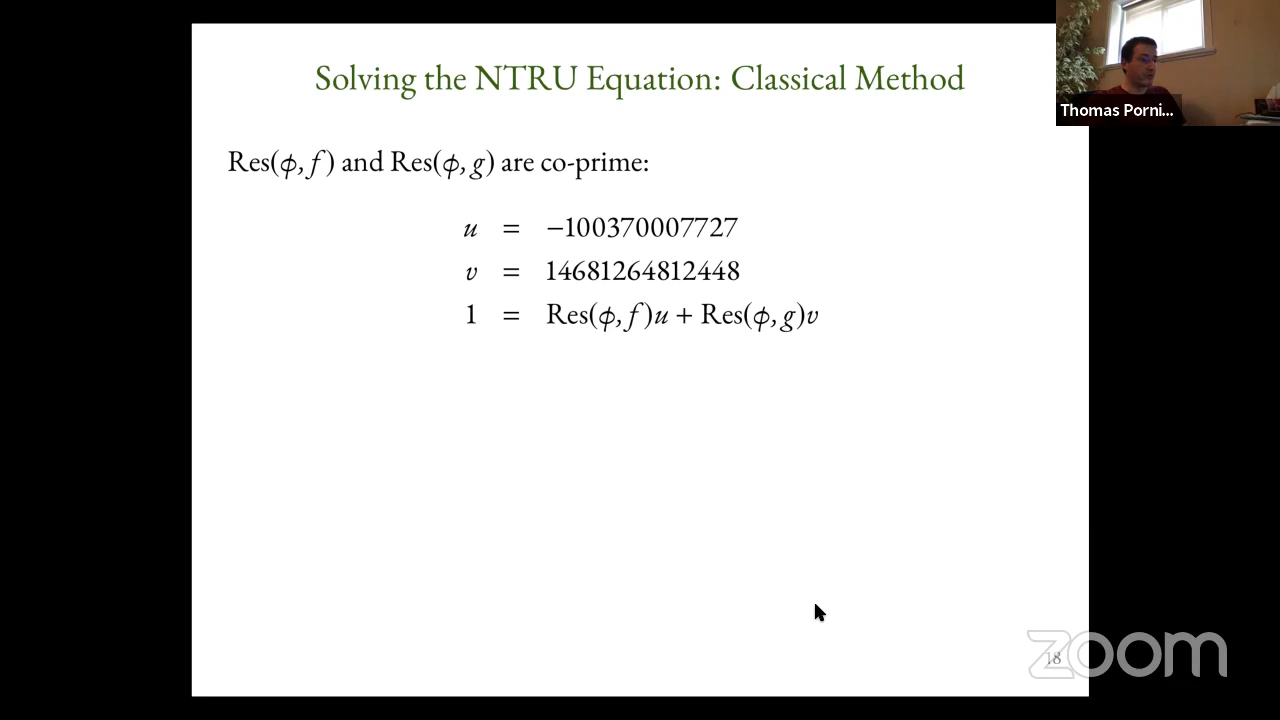 Solving the NTRU Equation: Classical Method
Thomas Porni...
Res(ϕ, f) and Res(ϕ, g) are co-prime:
u = −100370007727
v = 14681264812448
1 = Res(ϕ, f)u + Res(ϕ, g)v
18
zoom